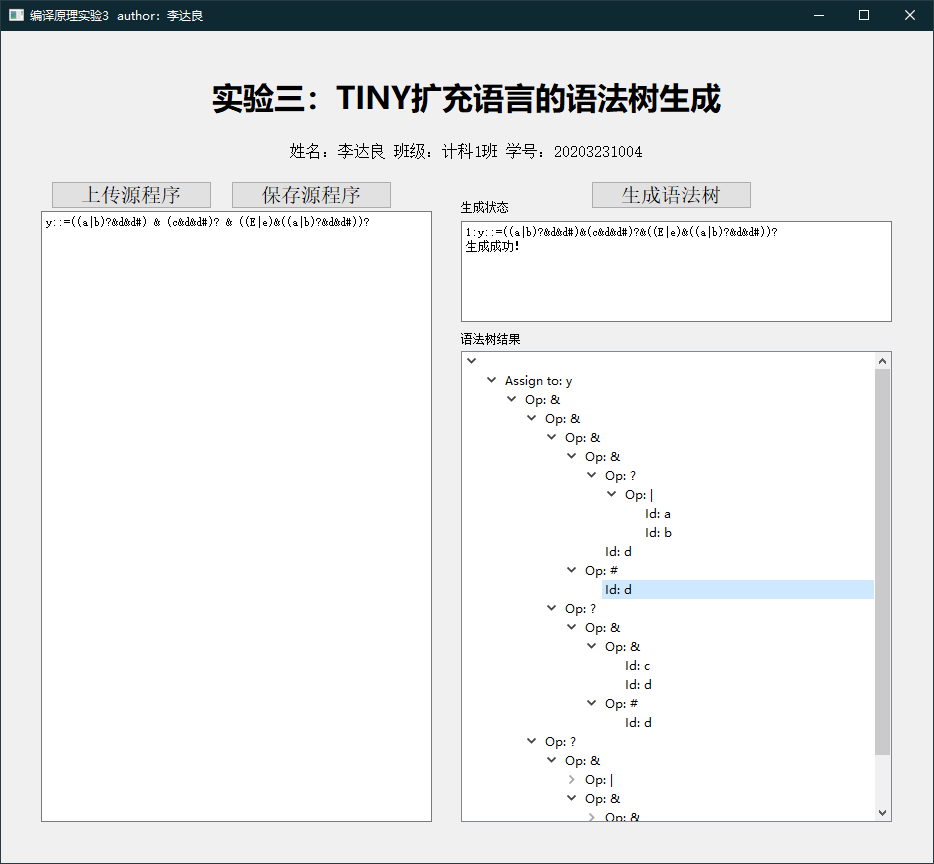 编译原理实验3 author: 李达良
实验三：TINY扩充语言的语法树生成
姓名：李达良 班级：计科1班 学号：20203231004
上传源程序 保存源程序 生成语法树
y::=((a|b)?&d&d#) & (c&d&d#)? & ((E|e)&((a|b)?&d&d#))?
生成状态
1:y::=((a|b)?&d&d#)&(c&d&d#)?&((E|e)&((a|b)?&d&d#))?
生成成功!
语法树结果
Assign to: y
Op: &
Op: &
Op: &
Op: &
Op: ?
Op: |
Id: a
Id: b
Id: d
Op: #
Id: d
Op: ?
Op: &
Op: &
Id: c
Id: d
Op: #
Id: d
Op: ?
Op: &
Op: |
Op: &
Op: &